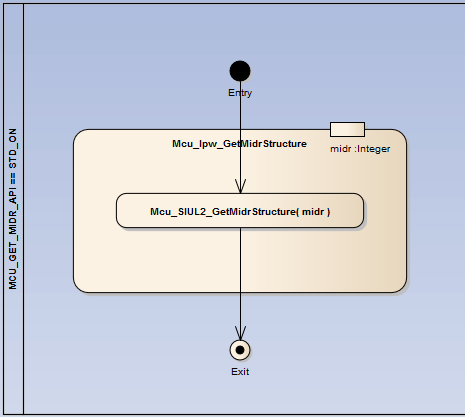 MCU_GET_MIDR_API == STD_ON
Entry
Mcu_Ipw_GetMidrStructure
midr :Integer
Mcu_SIUL2_GetMidrStructure( midr )
Exit